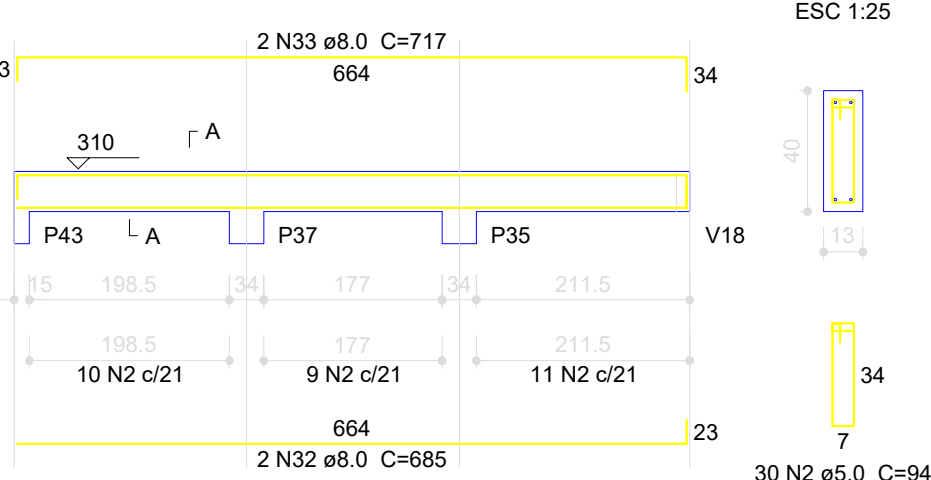 ESC 1:25
2 N33 ø8.0 C=717
3
664
34
310
A
40
P43
A
P37
P35
V18
13
15
198.5
34
177
34
211.5
198.5
177
211.5
10 N2 c/21
9 N2 c/21
11 N2 c/21
34
664
23
7
2 N32 ø8.0 C=685
30 N2 ø5.0 C=94